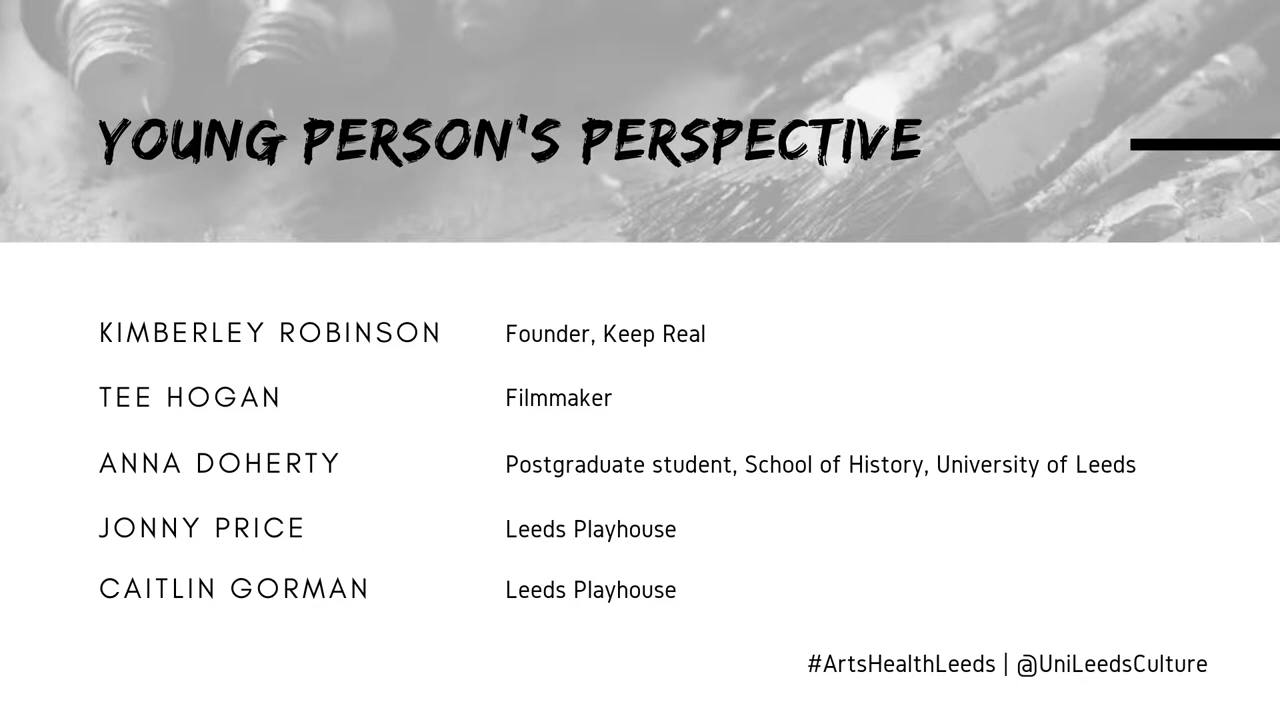 YOUNG PERSON'S PERSPECTIVE
KIMBERLEY ROBINSON Founder, Keep Real
TEE HOGAN Filmmaker
ANNA DOHERTY Postgraduate student, School of History, University of Leeds
JONNY PRICE Leeds Playhouse
CAITLIN GORMAN Leeds Playhouse
#ArtsHealthLeeds | @UniLeedsCulture